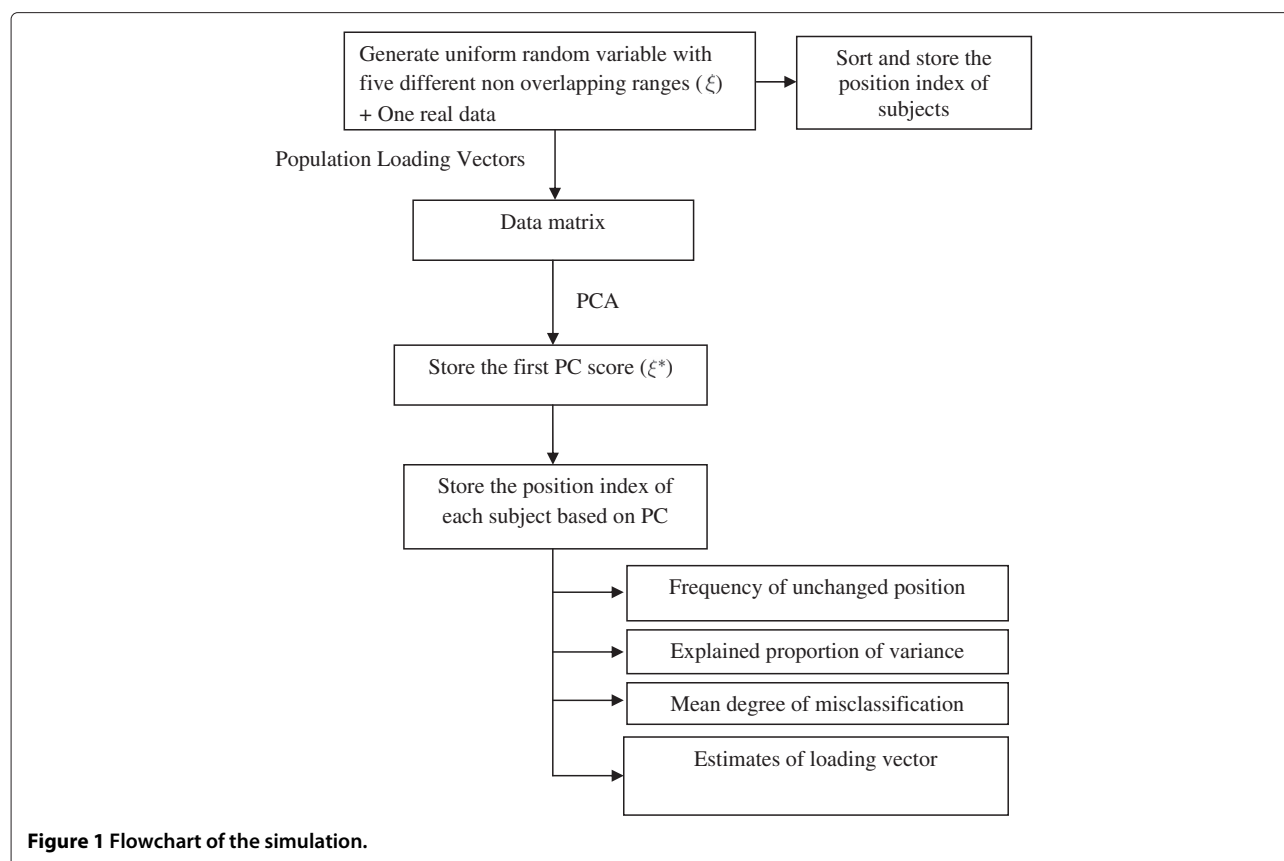 Generate uniform random variable with
five different non overlapping ranges (ξ)
+ One real data
Sort and store the
position index of
subjects
Population Loading Vectors
Data matrix
PCA
Store the first PC score (ξ*)
Store the position index of
each subject based on PC
Frequency of unchanged position
Explained proportion of variance
Mean degree of misclassification
Estimates of loading vector
Figure 1 Flowchart of the simulation.